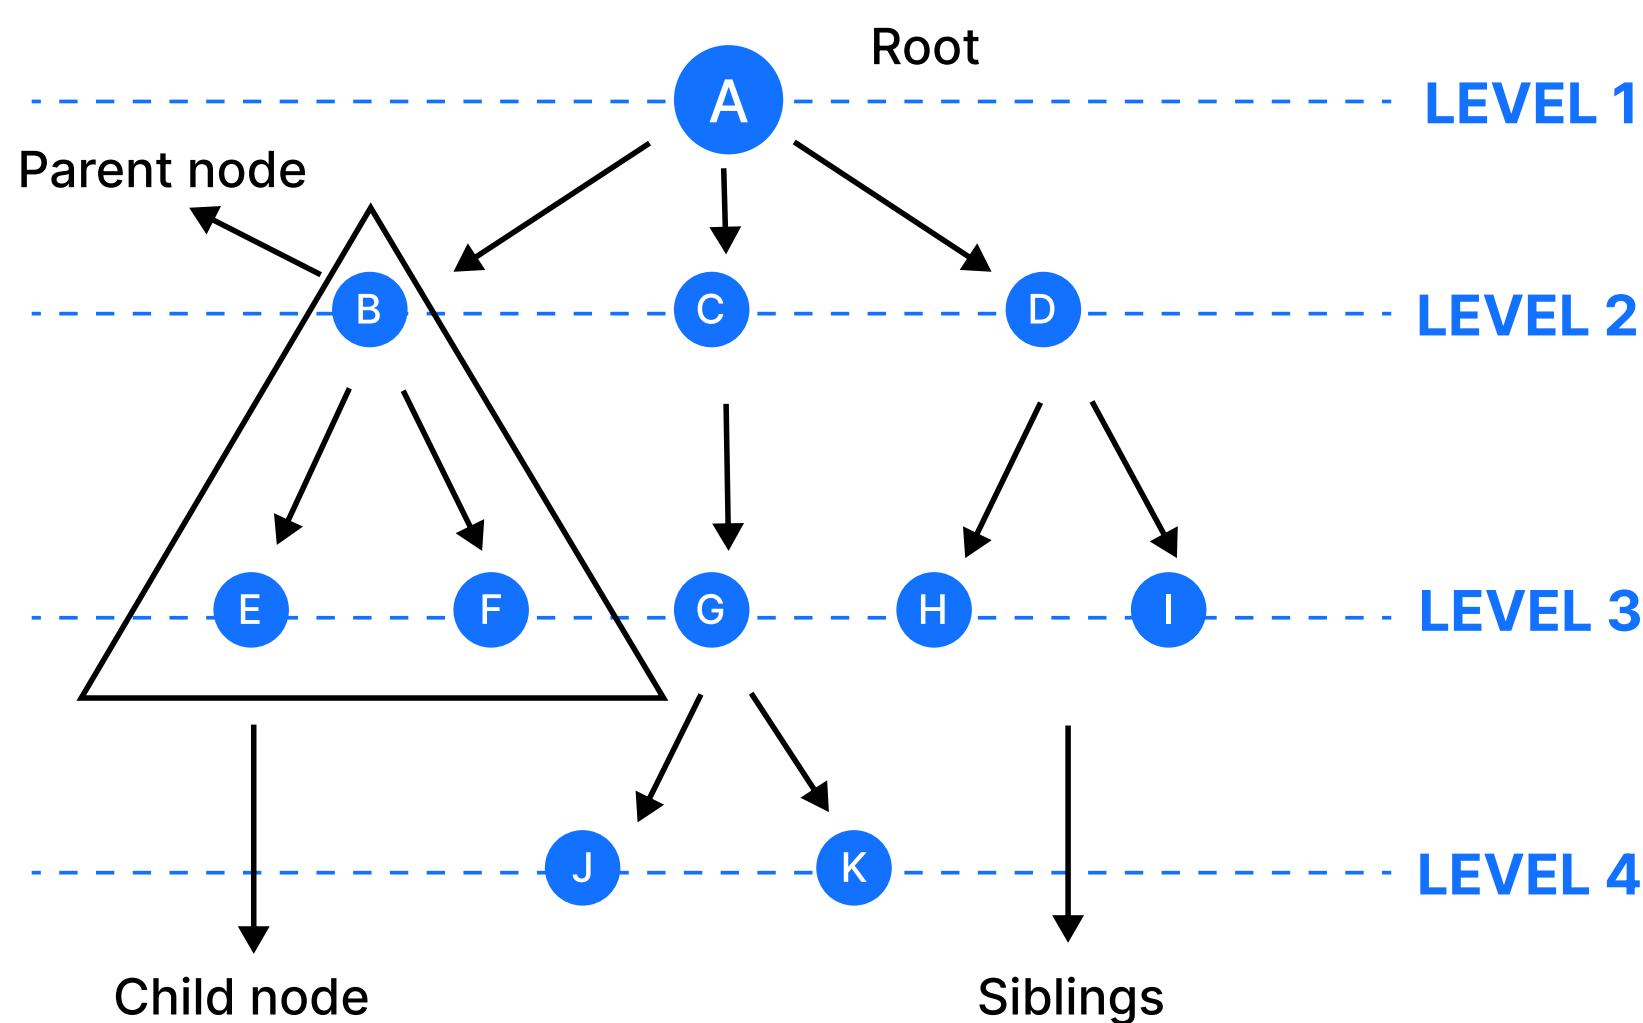 Root
A
LEVEL 1
Parent node
B
C
D
LEVEL 2
E
F
G
H
I
LEVEL 3
J
K
LEVEL 4
Child node
Siblings